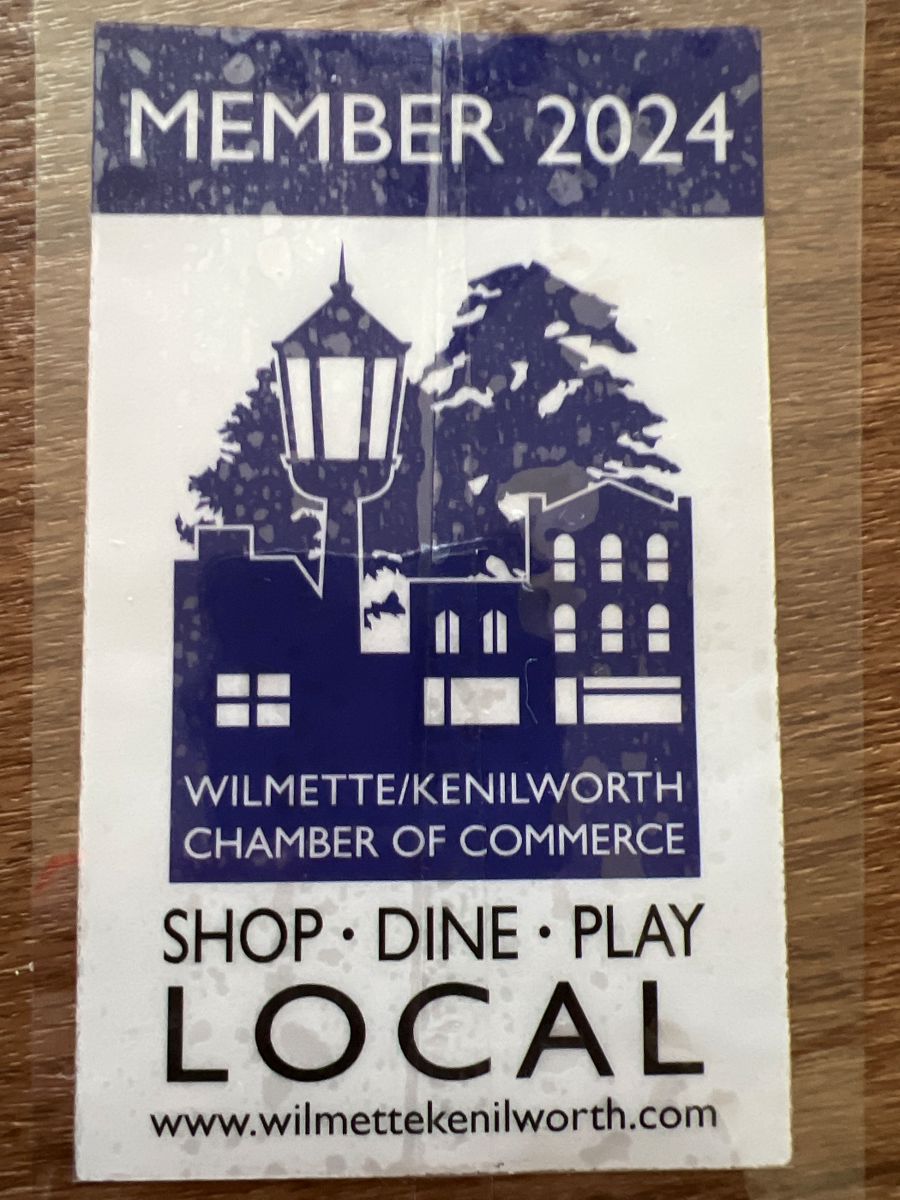 MEMBER 2024
WILMETTE/KENILWORTH
CHAMBER OF COMMERCE
SHOP · DINE · PLAY
LOCAL
www.wilmettekenilworth.com